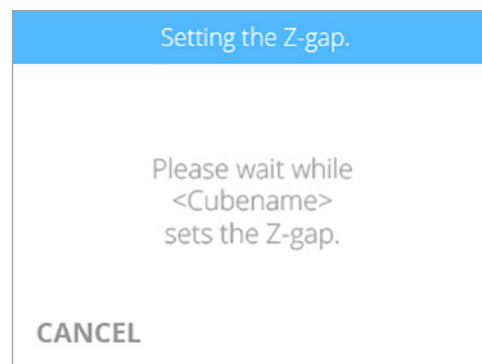 Setting the Z-gap.
Please wait while
<Cubename>
sets the Z-gap.
CANCEL